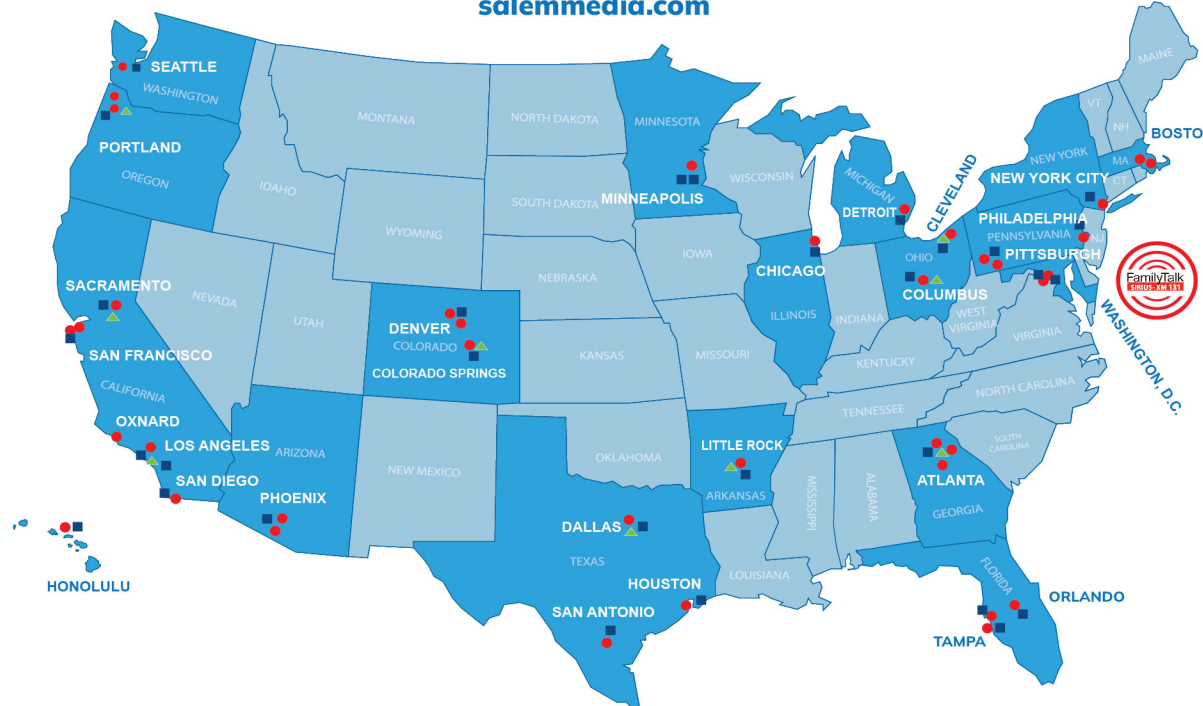 salemmedia.com
SEATTLE
WASHINGTON
PORTLAND
OREGON
MONTANA
IDAHO
WYOMING
NORTH DAKOTA
SOUTH DAKOTA
NEBRASKA
KANSAS
MINNESOTA
MINNEAPOLIS
WISCONSIN
IOWA
CHICAGO
ILLINOIS
MISSOURI
MICHIGAN
DETROIT
CLEVELAND
OHIO
COLUMBUS
INDIANA
KENTUCKY
WEST
VIRGINIA
VIRGINIA
MAINE
VT
NH
BOSTO
MA
CT
NEW YORK
NEW YORK CITY
PHILADELPHIA
PENNSYLVANIA
NJ
PITTSBURGH
FamilyTalk
SIRIUS-XM 131
WASHINGTON, D.C.
SACRAMENTO
SAN FRANCISCO
CALIFORNIA
NEVADA
UTAH
DENVER
COLORADO
COLORADO SPRINGS
OXNARD
LOS ANGELES
SAN DIEGO
ARIZONA
PHOENIX
NEW MEXICO
OKLAHOMA
LITTLE ROCK
ARKANSAS
TENNESSEE
NORTH CAROLINA
SOUTH
CAROLINA
MISSISSIPPI
ALABAMA
ATLANTA
GEORGIA
DALLAS
TEXAS
HOUSTON
SAN ANTONIO
LOUISIANA
FLORIDA
ORLANDO
TAMPA
HONOLULU